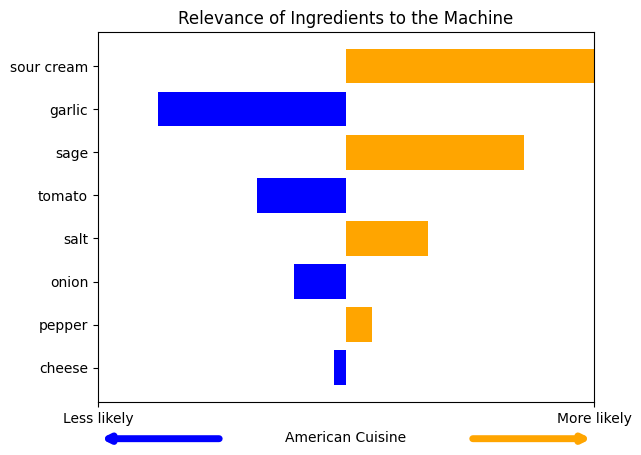 Relevance of Ingredients to the Machine
sour cream
garlic
sage
tomato
salt
onion
pepper
cheese
Less likely
More likely
American Cuisine